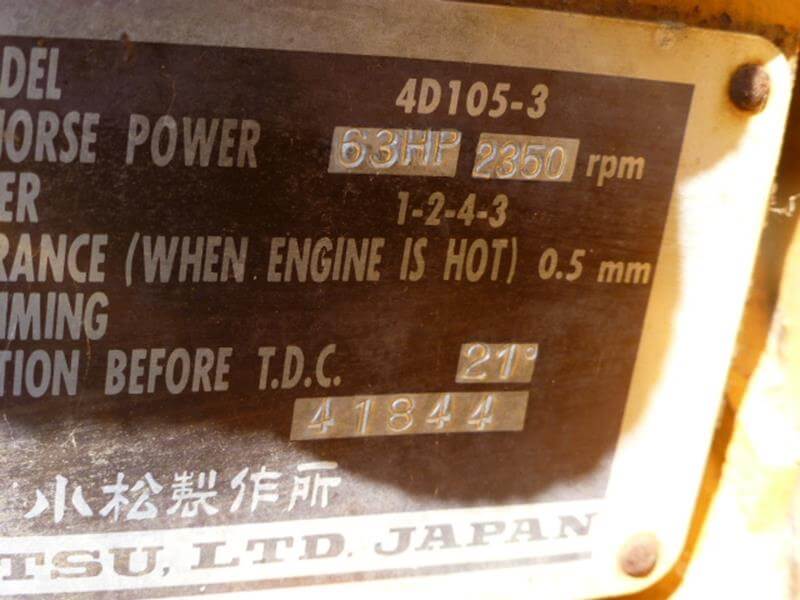 DEL 4D105-3
HORSE POWER 63HP 2350 rpm
ER 1-2-4-3
RANCE (WHEN ENGINE IS HOT) 0.5 mm
IMING
TION BEFORE T.D.C. 21°
41844
小松製作所
TSU, LTD. JAPAN